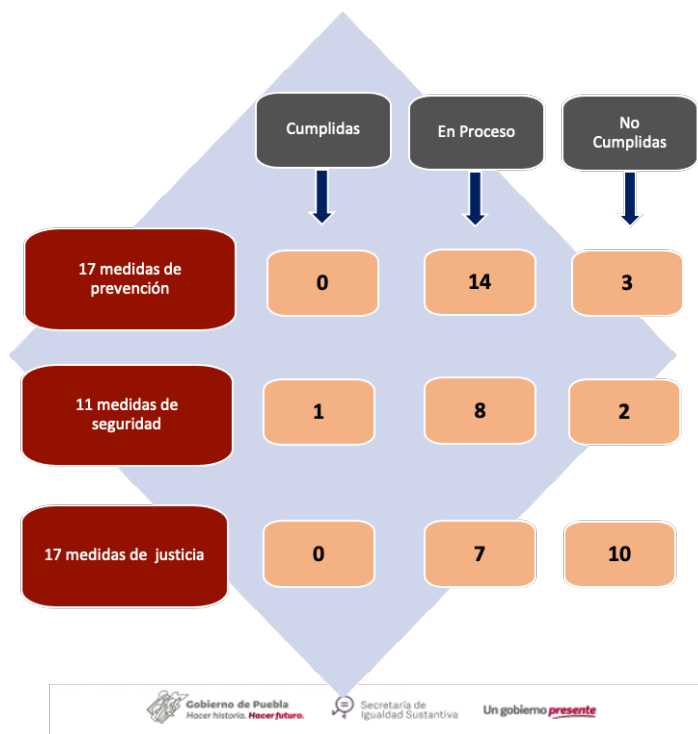 Cumplidas
En Proceso
No
Cumplidas
17 medidas de
prevención
0
14
3
11 medidas de
seguridad
1
8
2
17 medidas de justicia
0
7
10
Gobierno de Puebla
Hacer historia. Hacer futuro.
Secretaría de
Igualdad Sustantiva
Un gobierno presente